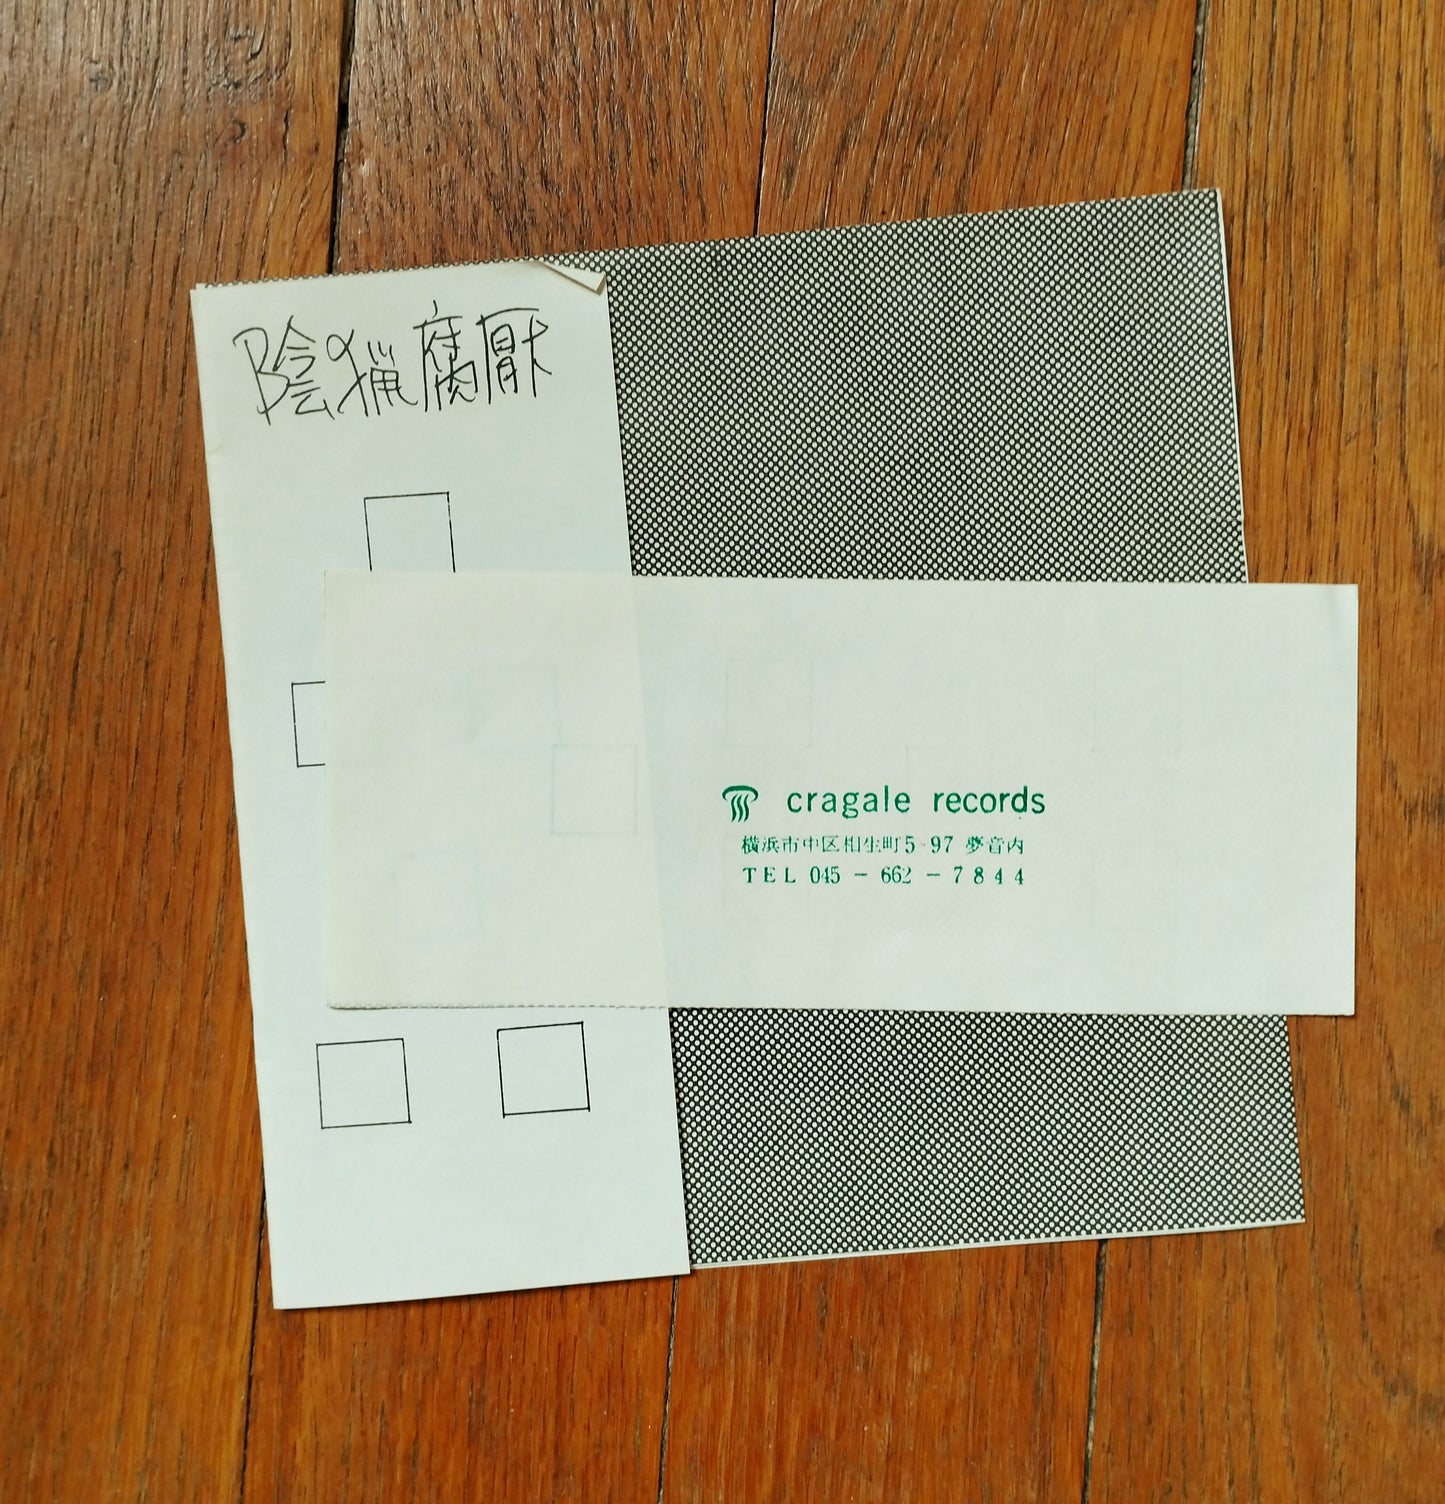 陰猟腐厭
cragale records
横浜市中区相生町5-97 夢音内
TEL 045 - 662 - 7844